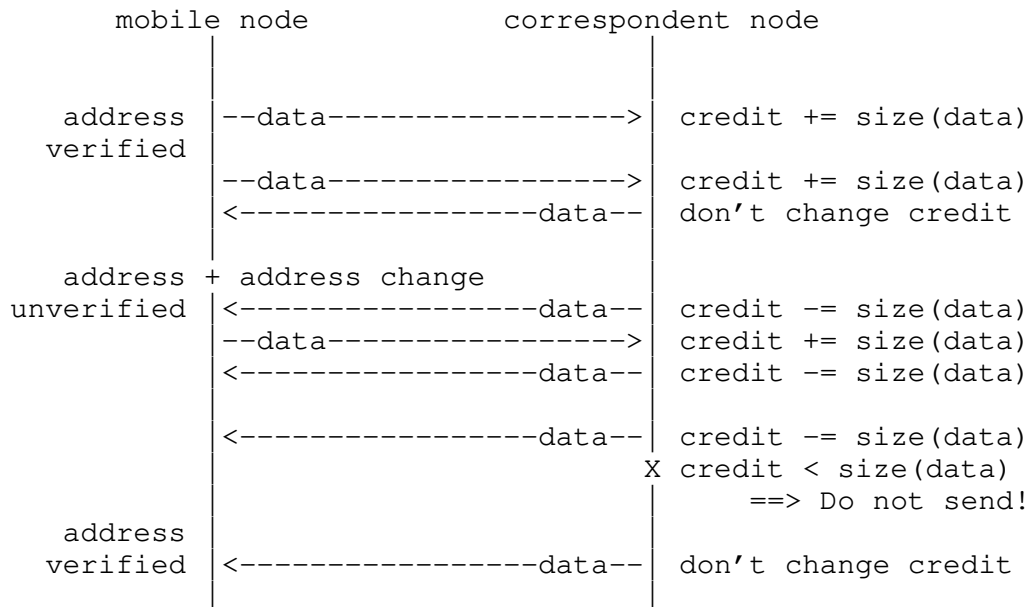 mobile node                 correspondent node
|                           |
|                           |
address |--data------------------>| credit += size(data)
verified |                           |
|--data------------------>| credit += size(data)
|<------------------data--| don't change credit
|                           |
address + address change
unverified |<------------------data--| credit -= size(data)
|--data------------------>| credit += size(data)
|<------------------data--| credit -= size(data)
|                           |
|<------------------data--| credit -= size(data)
|                           X credit < size(data)
|                           |     ==> Do not send!
address |                           |
verified |<------------------data--| don't change credit
|                           |